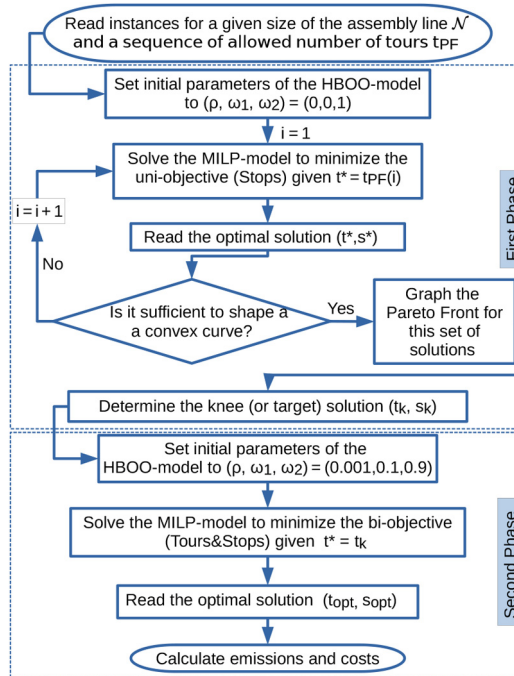 Read instances for a given size of the assembly line 𝒩
and a sequence of allowed number of tours tPF
Set initial parameters of the HBOO-model
to (ρ, ω1, ω2) = (0,0,1)
i = 1
Solve the MILP-model to minimize the
uni-objective (Stops) given t* = tPF(i)
i = i + 1
Read the optimal solution (t*,s*)
No
Is it sufficient to shape a
a convex curve?
Yes
Graph the
Pareto Front for
this set of
solutions
First Phase
Determine the knee (or target) solution (tk, sk)
Set initial parameters of the
HBOO-model to (ρ, ω1, ω2) = (0.001,0.1,0.9)
Solve the MILP-model to minimize the bi-objective
(Tours&Stops) given t* = tk
Read the optimal solution (topt, sopt)
Calculate emissions and costs
Second Phase